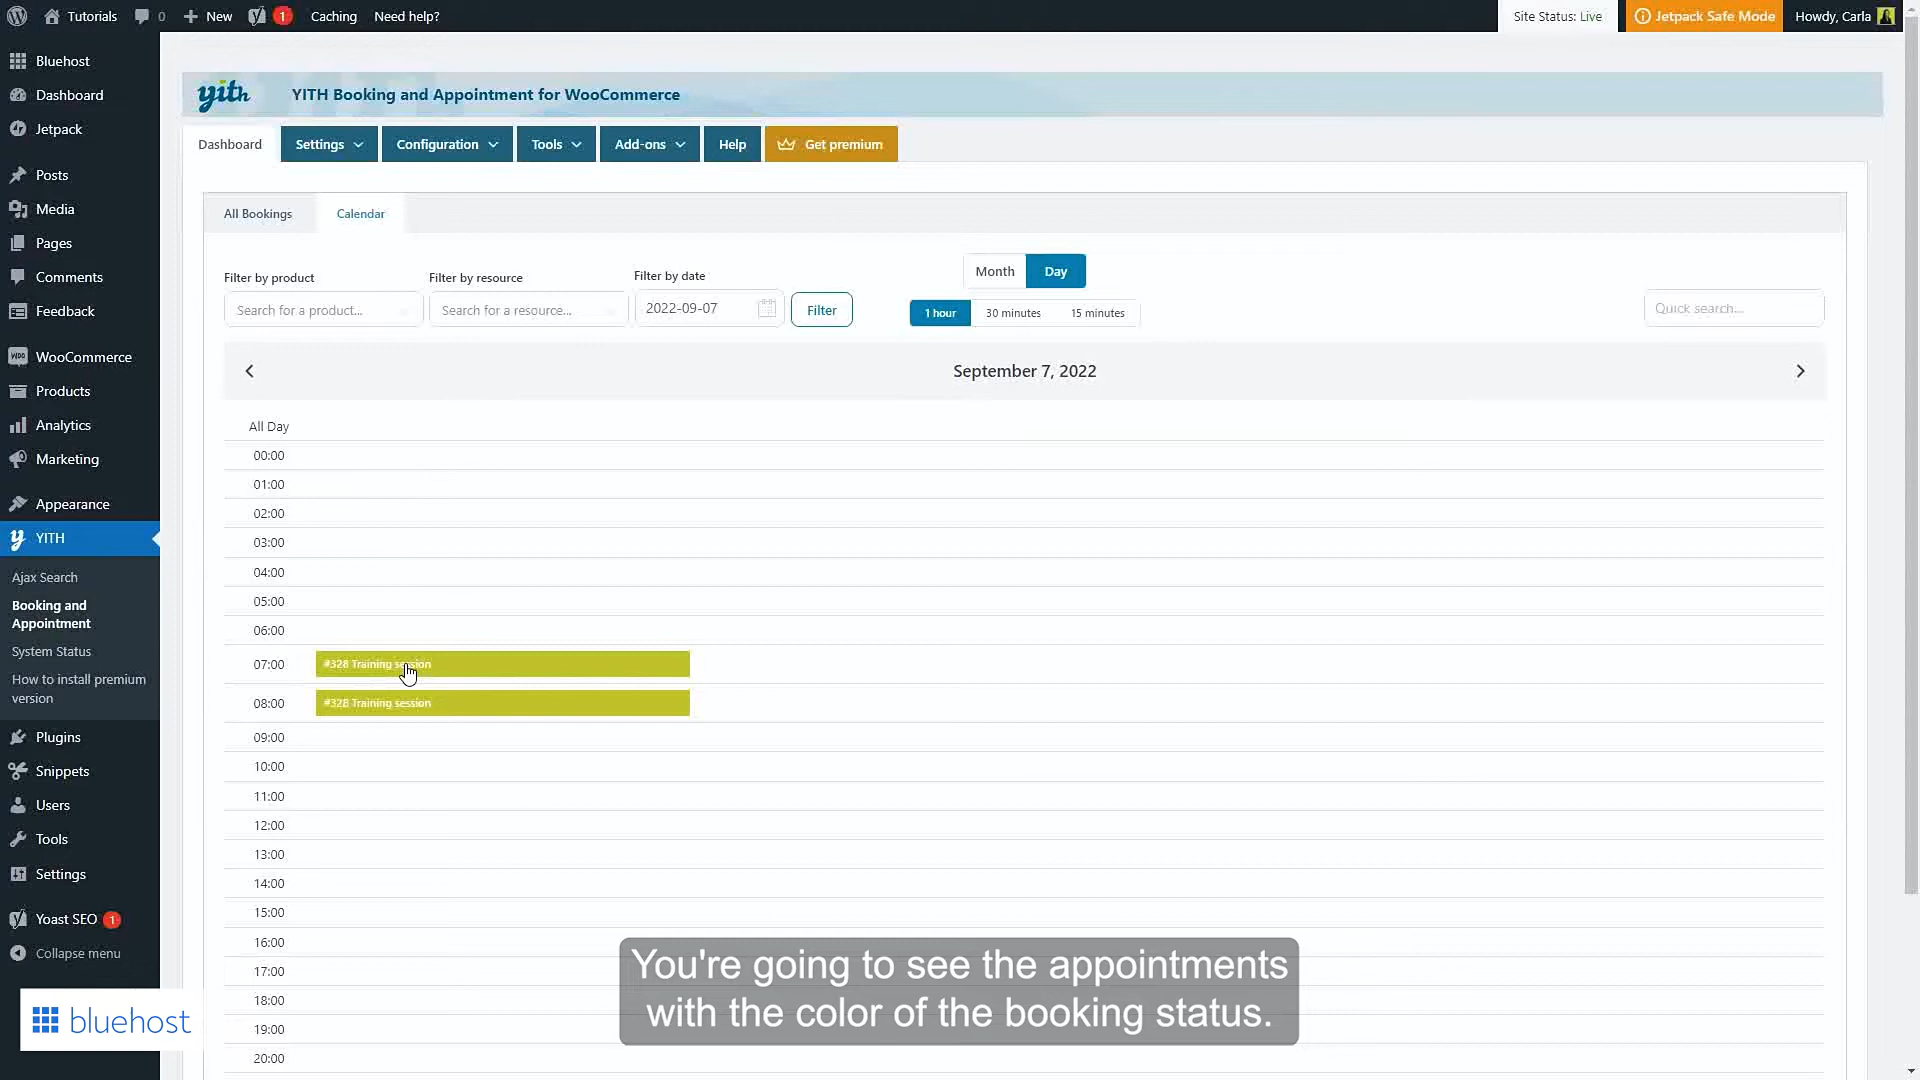 Tutorials 0 New 1 Caching Need help? Site Status: Live Jetpack Safe Mode Howdy, Carla
Bluehost
Dashboard
Jetpack
Posts
Media
Pages
Comments
Feedback
WooCommerce
Products
Analytics
Marketing
Appearance
YITH
Ajax Search
Booking and
Appointment
System Status
How to install premium
version
Plugins
Snippets
Users
Tools
Settings
Yoast SEO 1
Collapse menu
bluehost
yith YITH Booking and Appointment for WooCommerce
Dashboard Settings Configuration Tools Add-ons Help Get premium
All Bookings Calendar
Filter by product Filter by resource Filter by date
Month Day
Search for a product... Search for a resource... 2022-09-07 Filter
1 hour 30 minutes 15 minutes
Quick search...
September 7, 2022
All Day
00:00
01:00
02:00
03:00
04:00
05:00
06:00
07:00 #328 Training session
08:00 #328 Training session
09:00
10:00
11:00
12:00
13:00
14:00
15:00
16:00
17:00
18:00
19:00
20:00
You're going to see the appointments
with the color of the booking status.